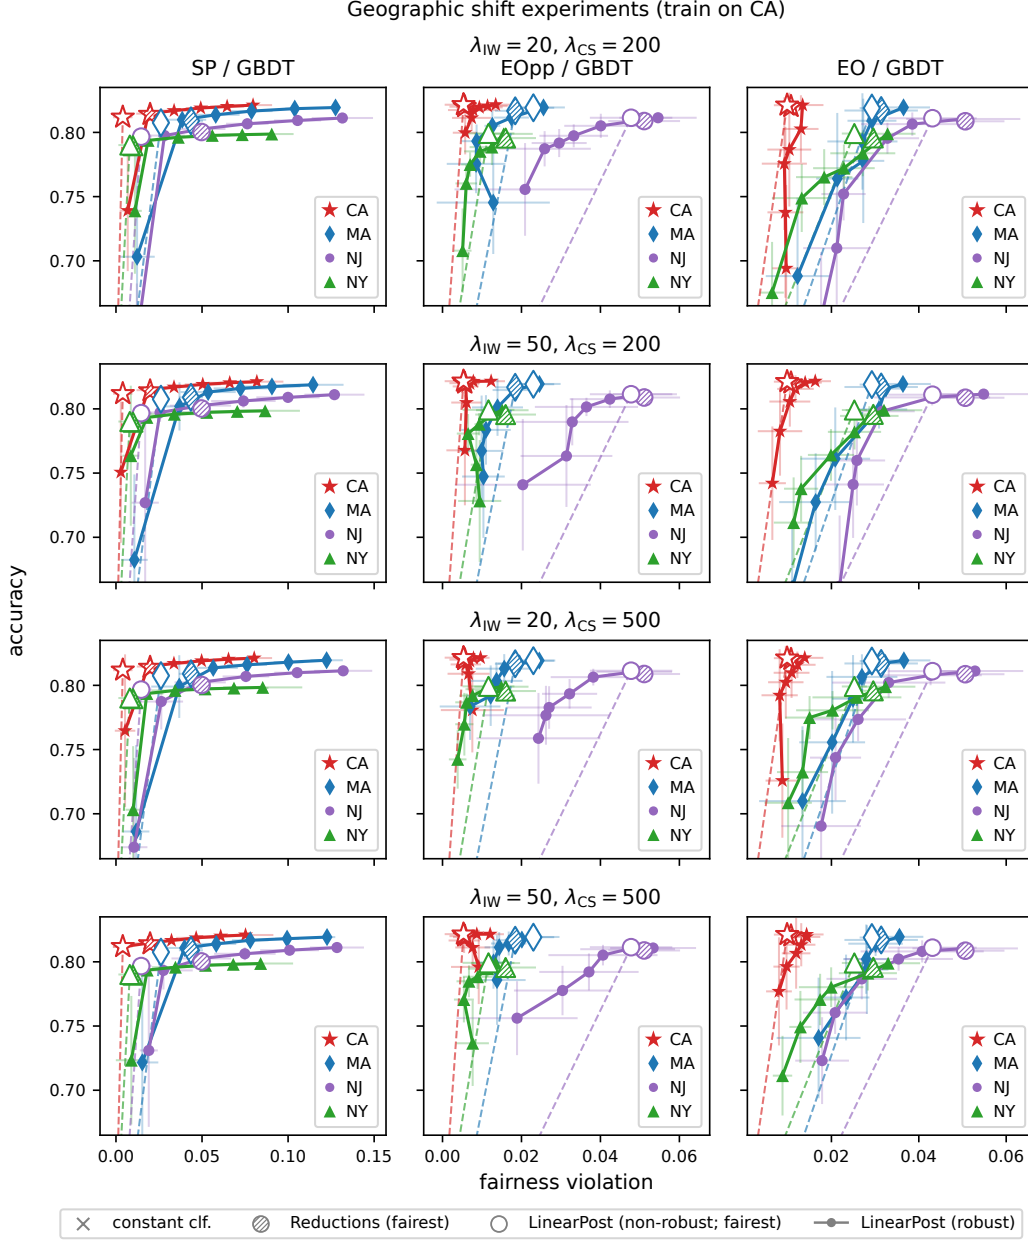 Geographic shift experiments (train on CA)
λIW = 20, λCS = 200
SP / GBDT
EOpp / GBDT
EO / GBDT
0.80
0.75
0.70
CA
MA
NJ
NY
CA
MA
NJ
NY
CA
MA
NJ
NY
λIW = 50, λCS = 200
0.80
0.75
0.70
CA
MA
NJ
NY
CA
MA
NJ
NY
CA
MA
NJ
NY
accuracy
λIW = 20, λCS = 500
0.80
0.75
0.70
CA
MA
NJ
NY
CA
MA
NJ
NY
CA
MA
NJ
NY
λIW = 50, λCS = 500
0.80
0.75
0.70
CA
MA
NJ
NY
CA
MA
NJ
NY
CA
MA
NJ
NY
0.00 0.05 0.10 0.15
0.00 0.02 0.04 0.06
0.02 0.04 0.06
fairness violation
constant clf.
Reductions (fairest)
LinearPost (non-robust; fairest)
LinearPost (robust)